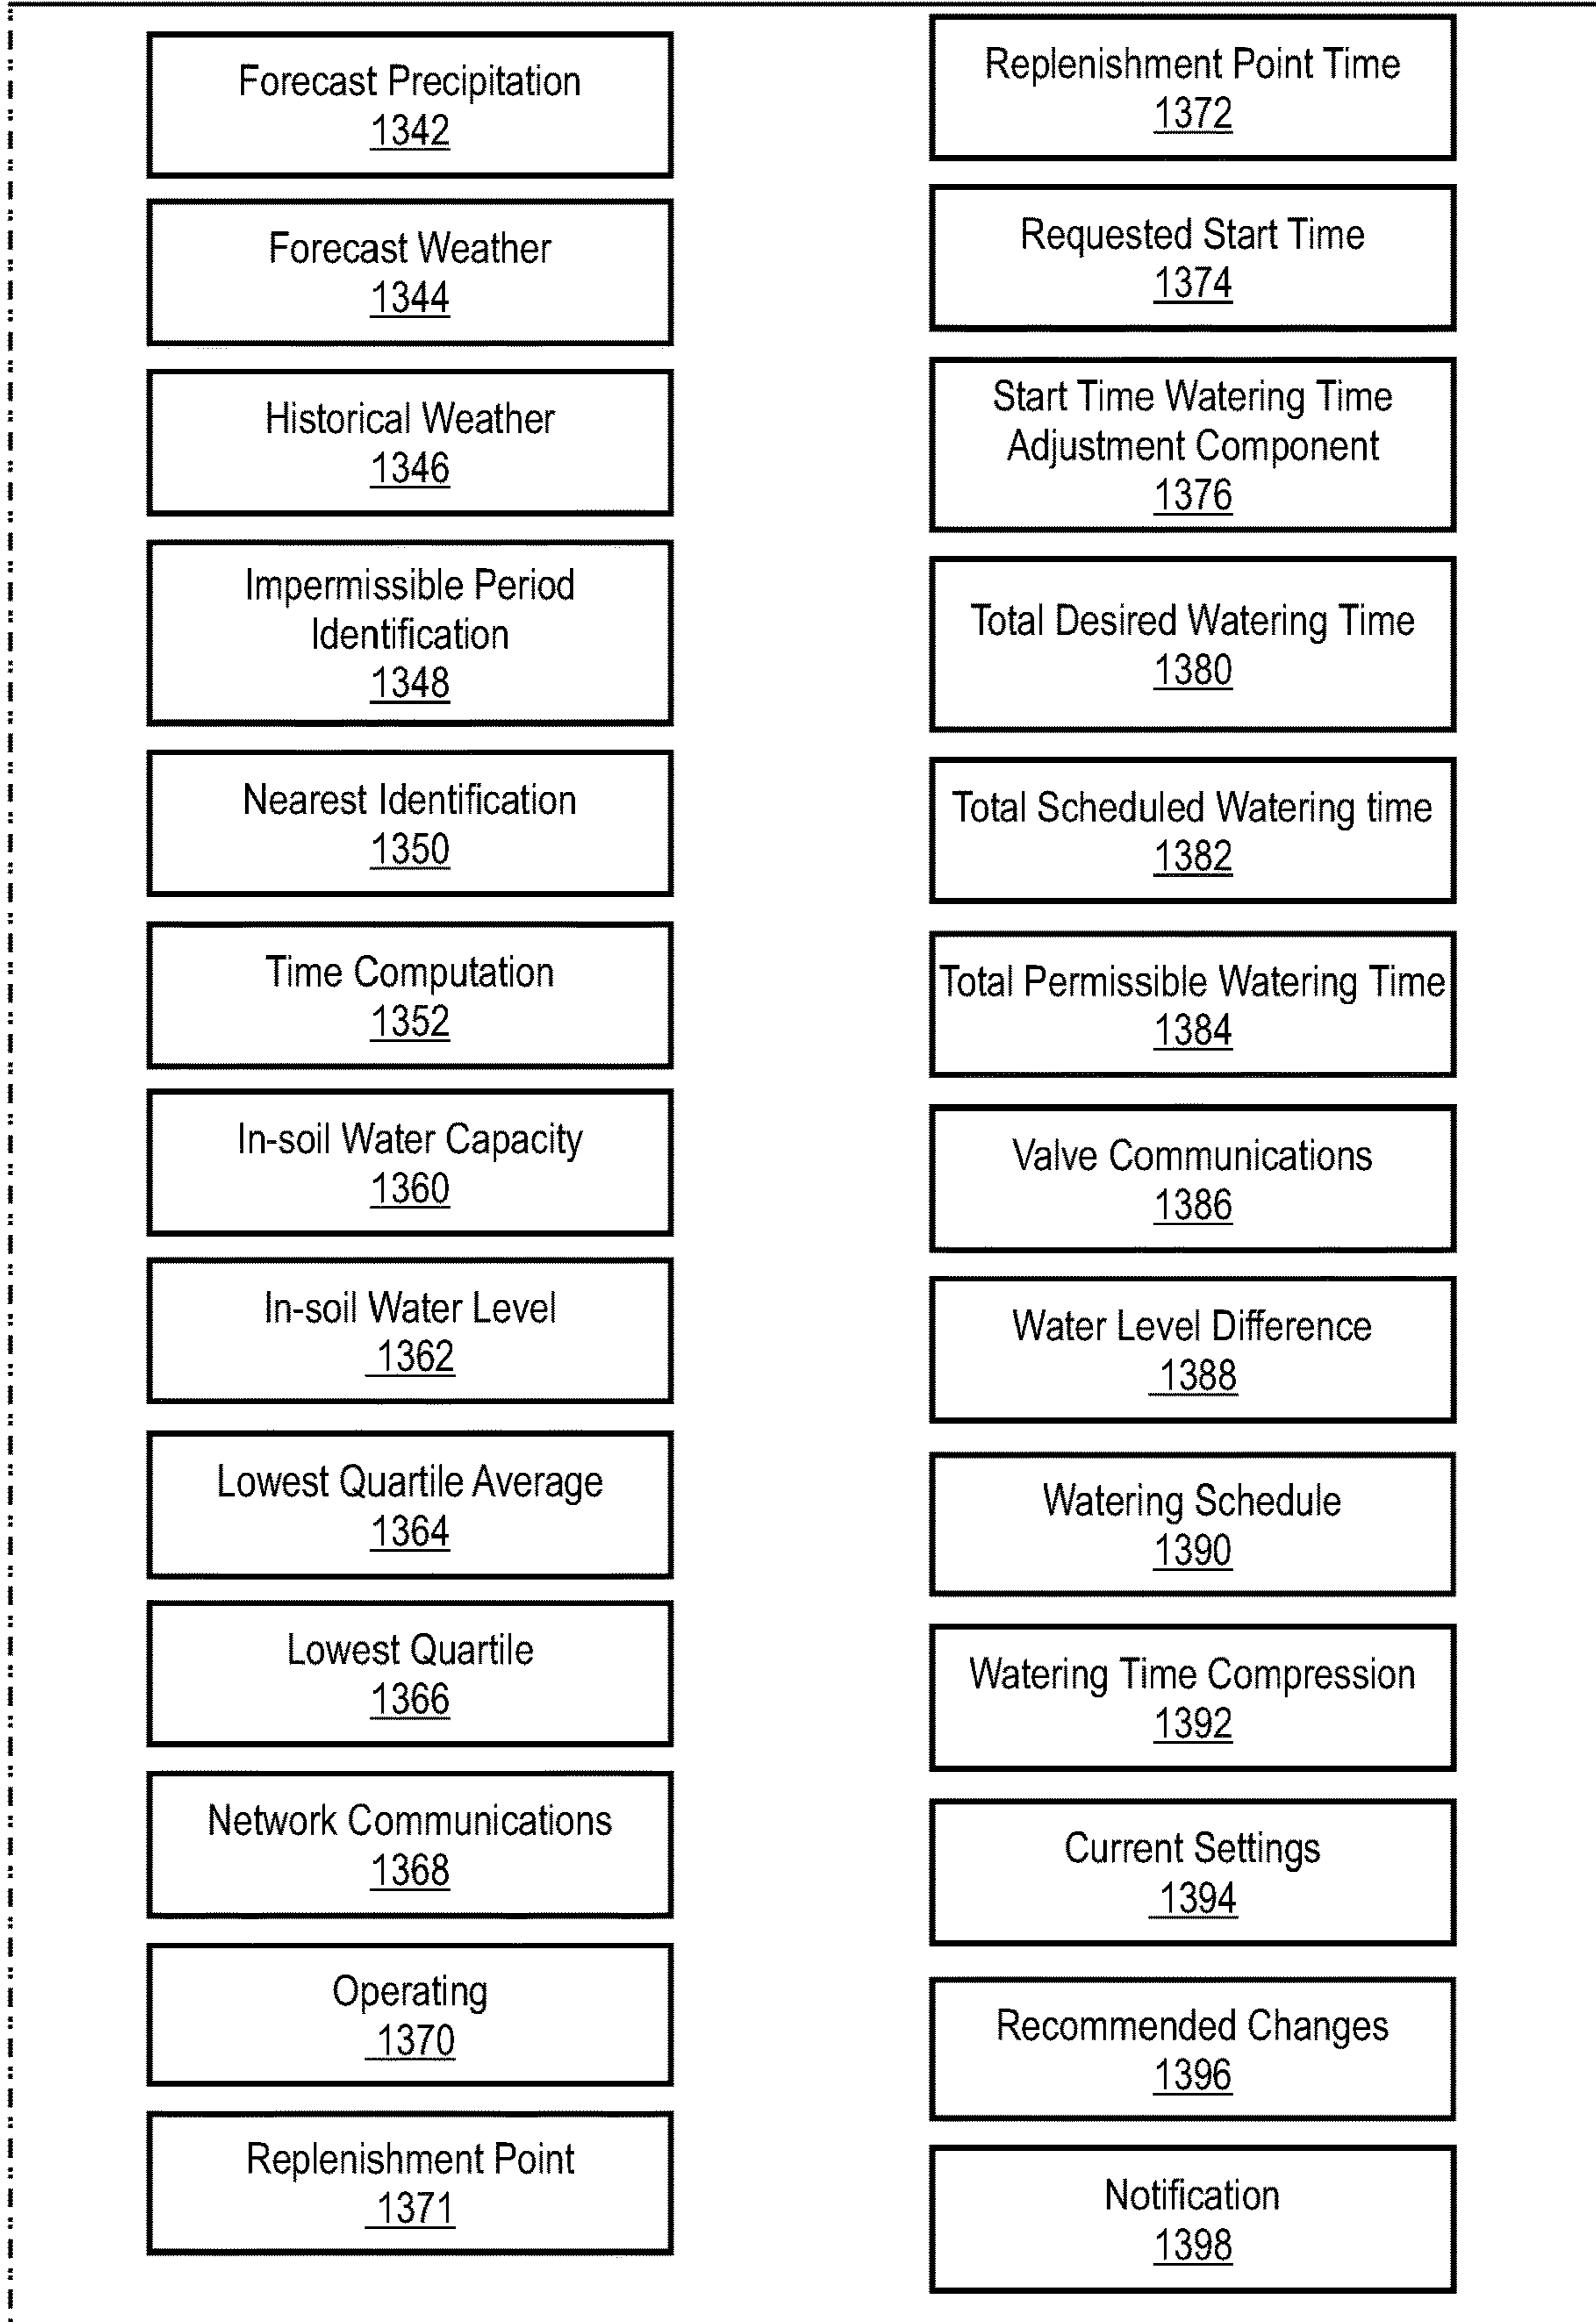 Forecast Precipitation
1342
Forecast Weather
1344
Historical Weather
1346
Impermissible Period
Identification
1348
Nearest Identification
1350
Time Computation
1352
In-soil Water Capacity
1360
In-soil Water Level
1362
Lowest Quartile Average
1364
Lowest Quartile
1366
Network Communications
1368
Operating
1370
Replenishment Point
1371
Replenishment Point Time
1372
Requested Start Time
1374
Start Time Watering Time
Adjustment Component
1376
Total Desired Watering Time
1380
Total Scheduled Watering time
1382
Total Permissible Watering Time
1384
Valve Communications
1386
Water Level Difference
1388
Watering Schedule
1390
Watering Time Compression
1392
Current Settings
1394
Recommended Changes
1396
Notification
1398